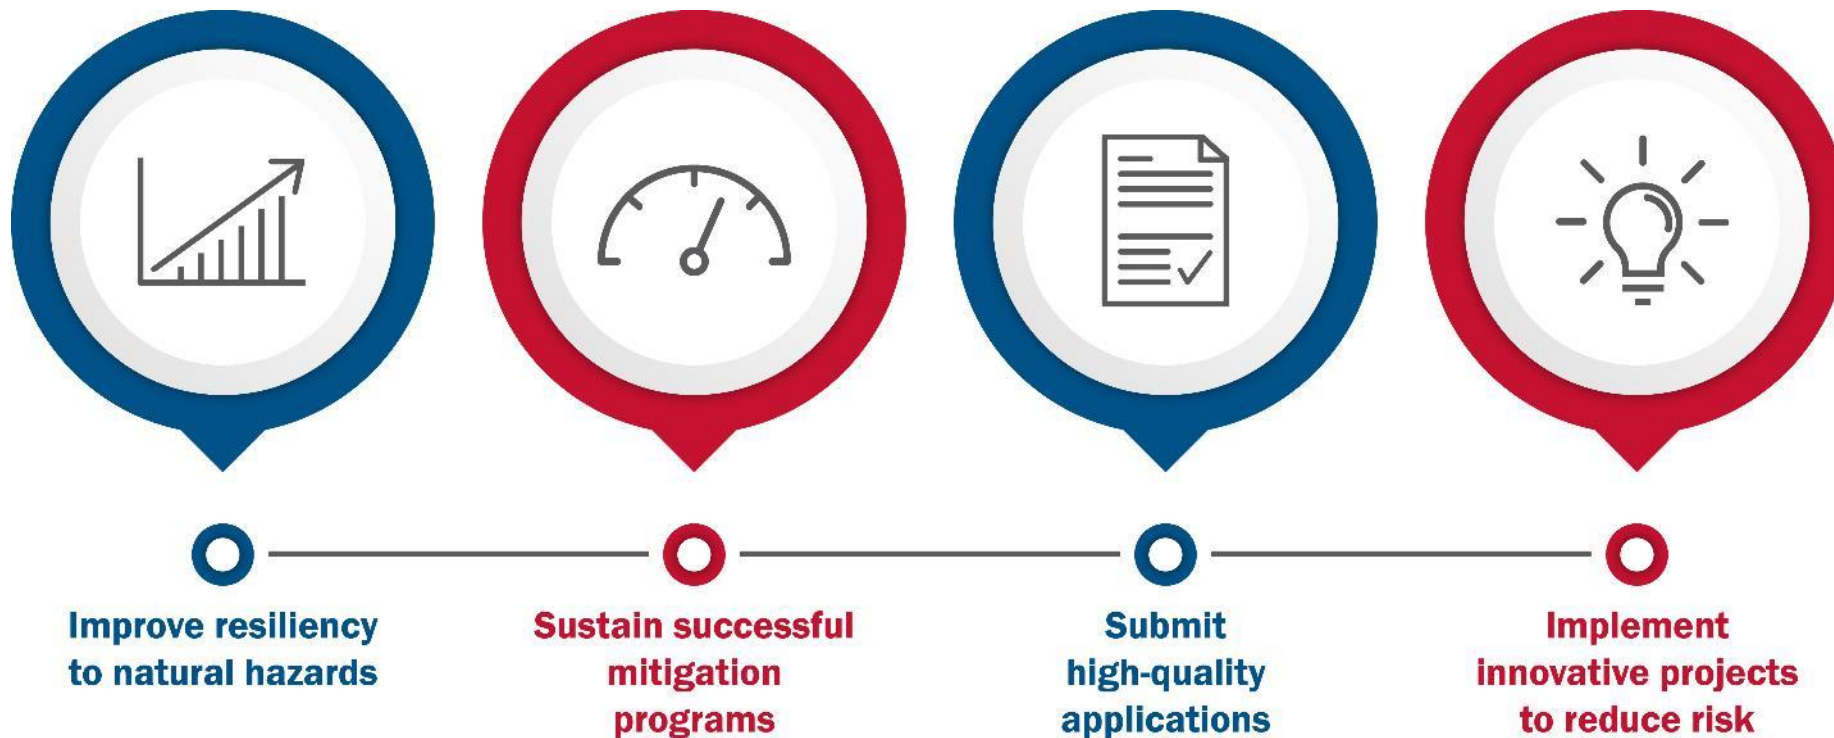 Improve resiliency
to natural hazards
Sustain successful
mitigation
programs
Submit
high-quality
applications
Implement
innovative projects
to reduce risk